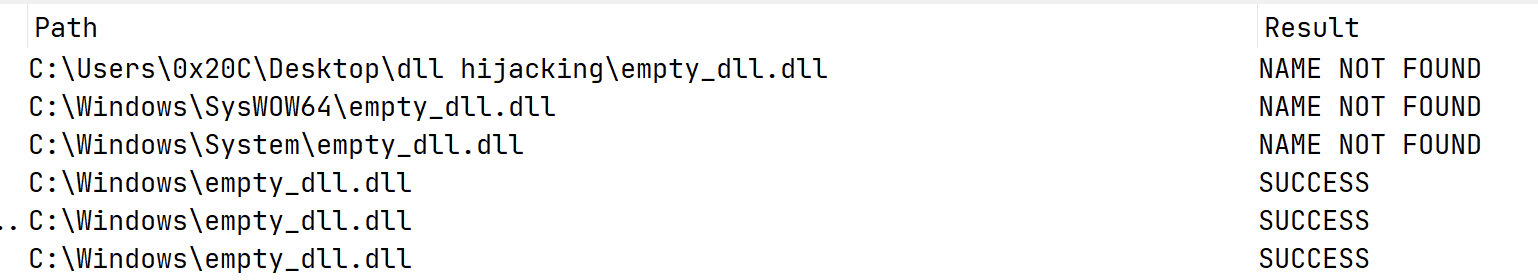 Path Result
C:\Users\0x20C\Desktop\dll hijacking\empty_dll.dll NAME NOT FOUND
C:\Windows\SysWOW64\empty_dll.dll NAME NOT FOUND
C:\Windows\System\empty_dll.dll NAME NOT FOUND
C:\Windows\empty_dll.dll SUCCESS
.. C:\Windows\empty_dll.dll SUCCESS
C:\Windows\empty_dll.dll SUCCESS